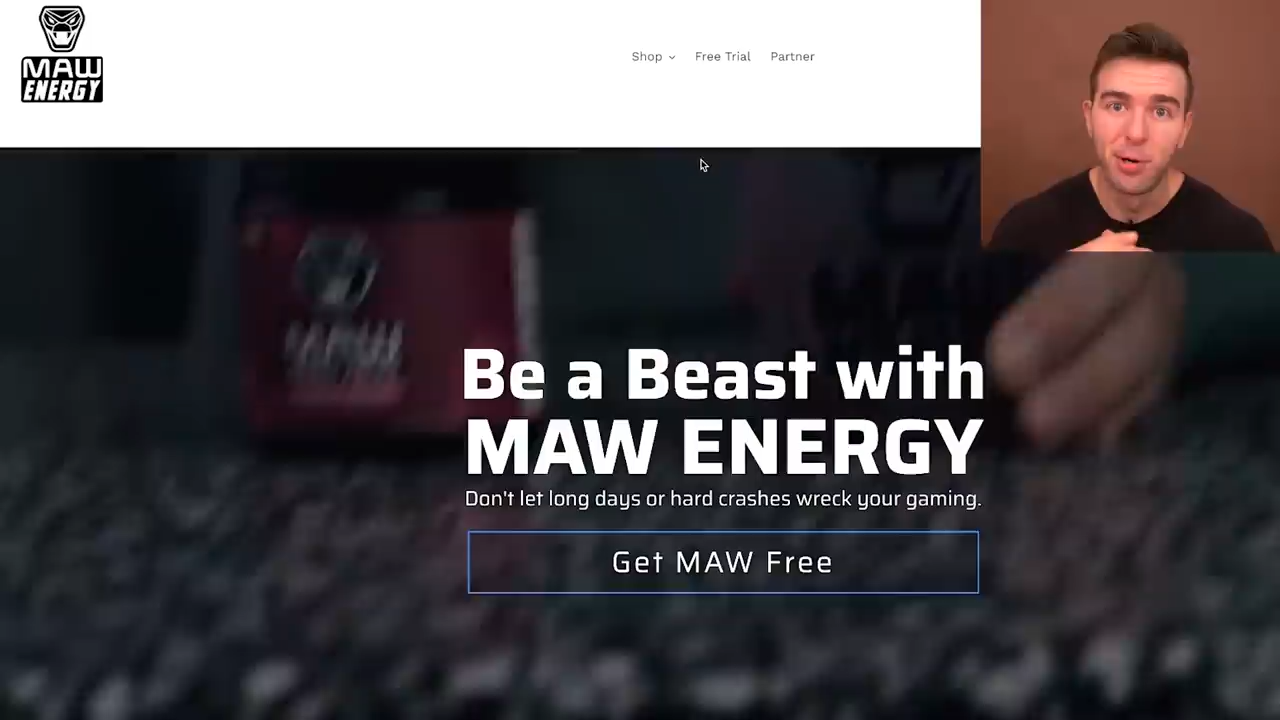 MAW
ENERGY
Shop
Free Trial
Partner
Be a Beast with
MAW ENERGY
Don't let long days or hard crashes wreck your gaming.
Get MAW Free